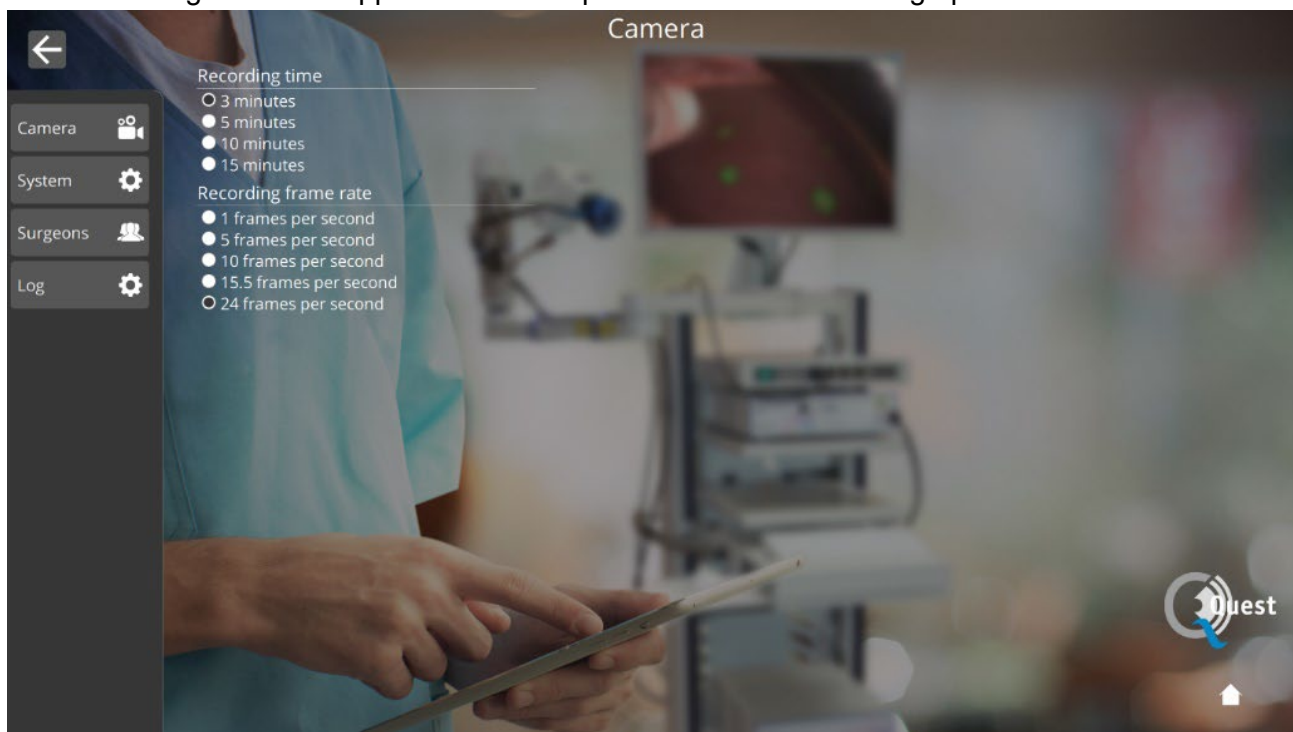 Camera
Recording time
3 minutes
5 minutes
10 minutes
15 minutes
Recording frame rate
1 frames per second
5 frames per second
10 frames per second
15.5 frames per second
24 frames per second
Camera
System
Surgeons
Log
Quest